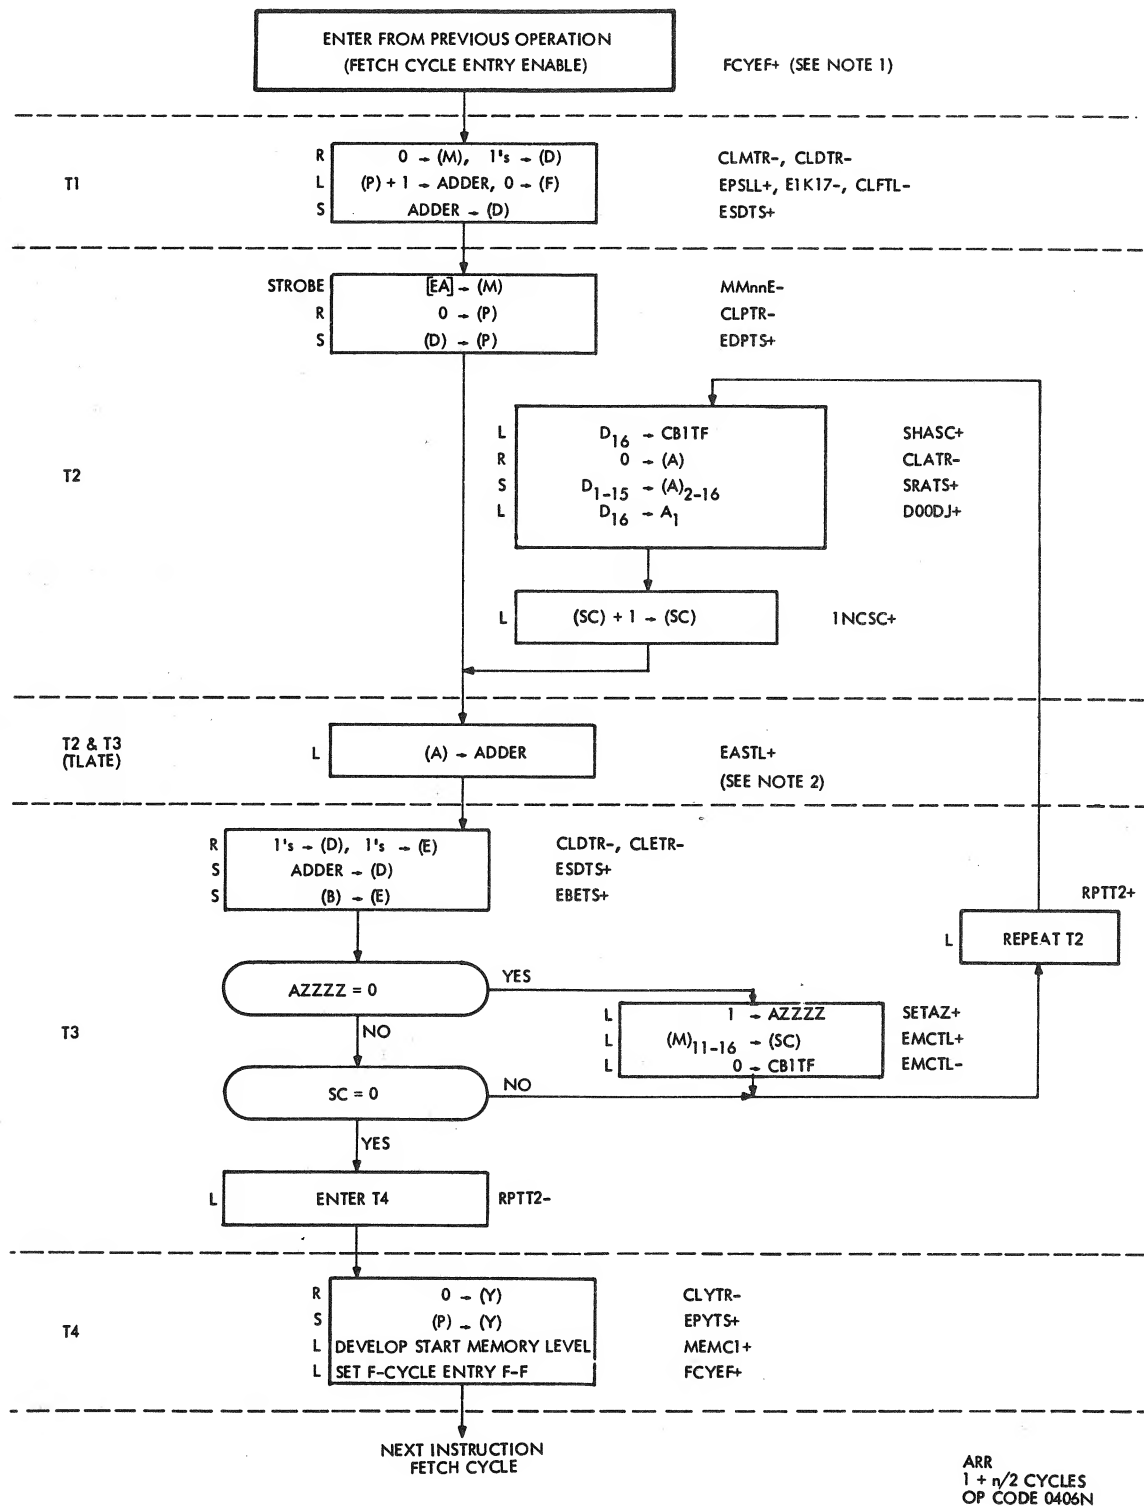 ENTER FROM PREVIOUS OPERATION
(FETCH CYCLE ENTRY ENABLE)
FCYEF+ (SEE NOTE 1)
T1
R 0 → (M), 1's → (D) CLMTR-, CLDTR-
L (P) + 1 → ADDER, 0 → (F) EPSLL+, E1K17-, CLFTL-
S ADDER → (D) ESDTS+
STROBE [EA] → (M) MMnnE-
R 0 → (P) CLPTR-
S (D) → (P) EDPTS+
T2
L D16 → CB1TF SHASC+
R 0 → (A) CLATR-
S D1-15 → (A)2-16 SRATS+
L D16 → A1 D00DJ+
L (SC) + 1 → (SC) 1NCSC+
T2 & T3
(TLATE)
L (A) → ADDER EASTL+
(SEE NOTE 2)
R 1's → (D), 1's → (E) CLDTR-, CLETR-
S ADDER → (D) ESDTS+
S (B) → (E) EBETS+
RPTT2+
L REPEAT T2
AZZZZ = 0
YES
NO
T3
L 1 → AZZZZ SETAZ+
L (M)11-16 → (SC) EMCTL+
L 0 → CB1TF EMCTL-
SC = 0
NO
YES
L ENTER T4 RPTT2-
T4
R 0 → (Y) CLYTR-
S (P) → (Y) EPYTS+
L DEVELOP START MEMORY LEVEL MEMC1+
L SET F-CYCLE ENTRY F-F FCYEF+
NEXT INSTRUCTION
FETCH CYCLE
ARR
1 + n/2 CYCLES
OP CODE 0406N